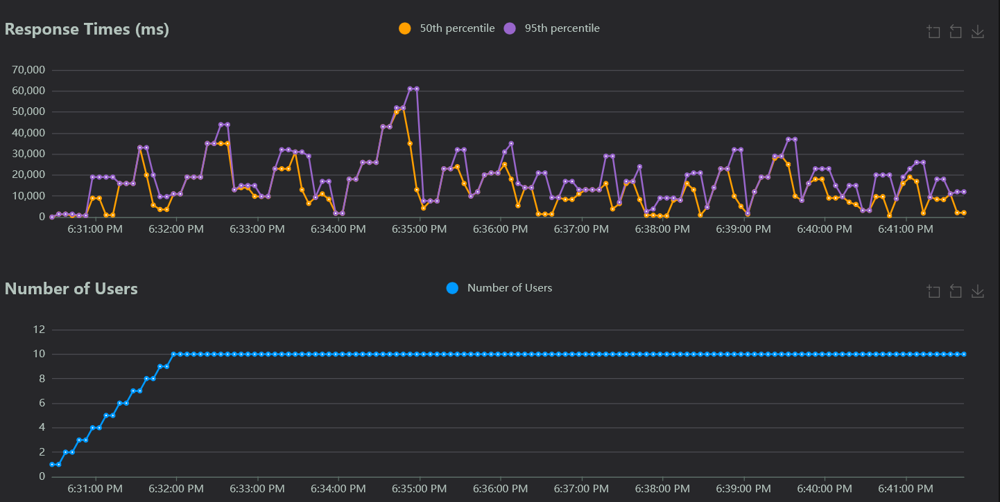 Response Times (ms)
50th percentile
95th percentile
70,000
60,000
50,000
40,000
30,000
20,000
10,000
0
6:31:00 PM
6:32:00 PM
6:33:00 PM
6:34:00 PM
6:35:00 PM
6:36:00 PM
6:37:00 PM
6:38:00 PM
6:39:00 PM
6:40:00 PM
6:41:00 PM
Number of Users
Number of Users
12
10
8
6
4
2
0
6:31:00 PM
6:32:00 PM
6:33:00 PM
6:34:00 PM
6:35:00 PM
6:36:00 PM
6:37:00 PM
6:38:00 PM
6:39:00 PM
6:40:00 PM
6:41:00 PM